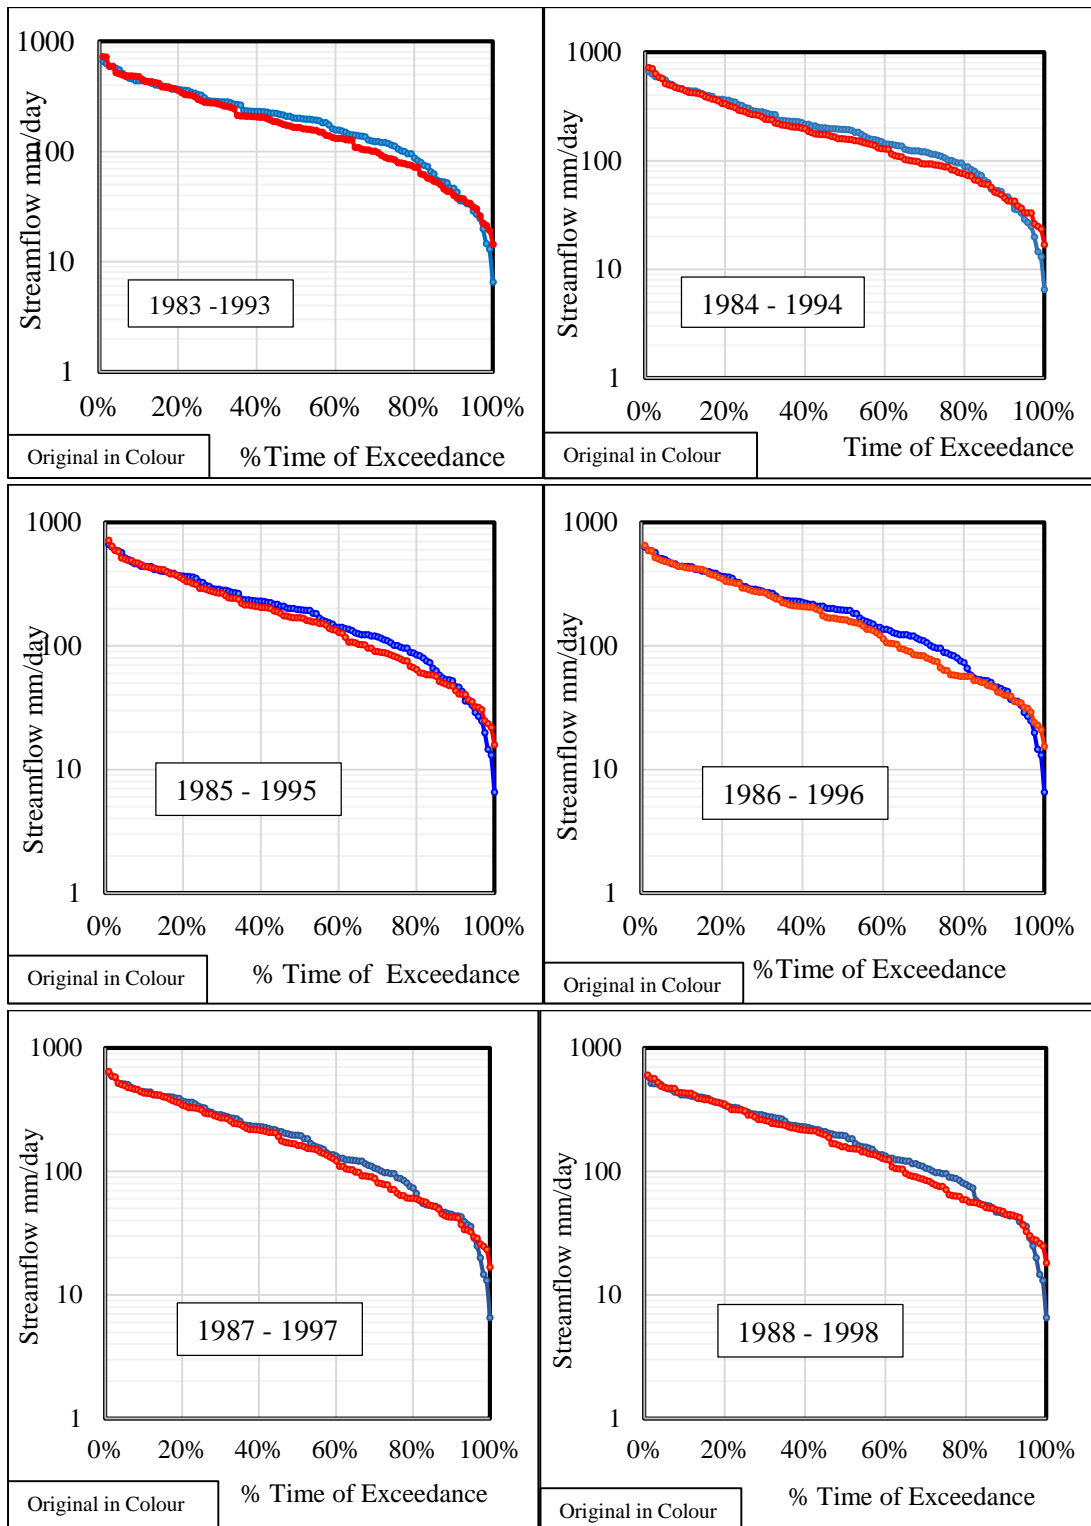 1000
100
10
1
Streamflow mm/day
1983 -1993
0% 20% 40% 60% 80% 100%
Original in Colour
%Time of Exceedance
1000
100
10
1
Streamflow mm/day
1984 - 1994
0% 20% 40% 60% 80% 100%
Original in Colour
Time of Exceedance
1000
100
10
1
Streamflow mm/day
1985 - 1995
0% 20% 40% 60% 80% 100%
Original in Colour
% Time of Exceedance
1000
100
10
1
Streamflow mm/day
1986 - 1996
0% 20% 40% 60% 80% 100%
Original in Colour
%Time of Exceedance
1000
100
10
1
Streamflow mm/day
1987 - 1997
0% 20% 40% 60% 80% 100%
Original in Colour
% Time of Exceedance
1000
100
10
1
Streamflow mm/day
1988 - 1998
0% 20% 40% 60% 80% 100%
Original in Colour
% Time of Exceedance